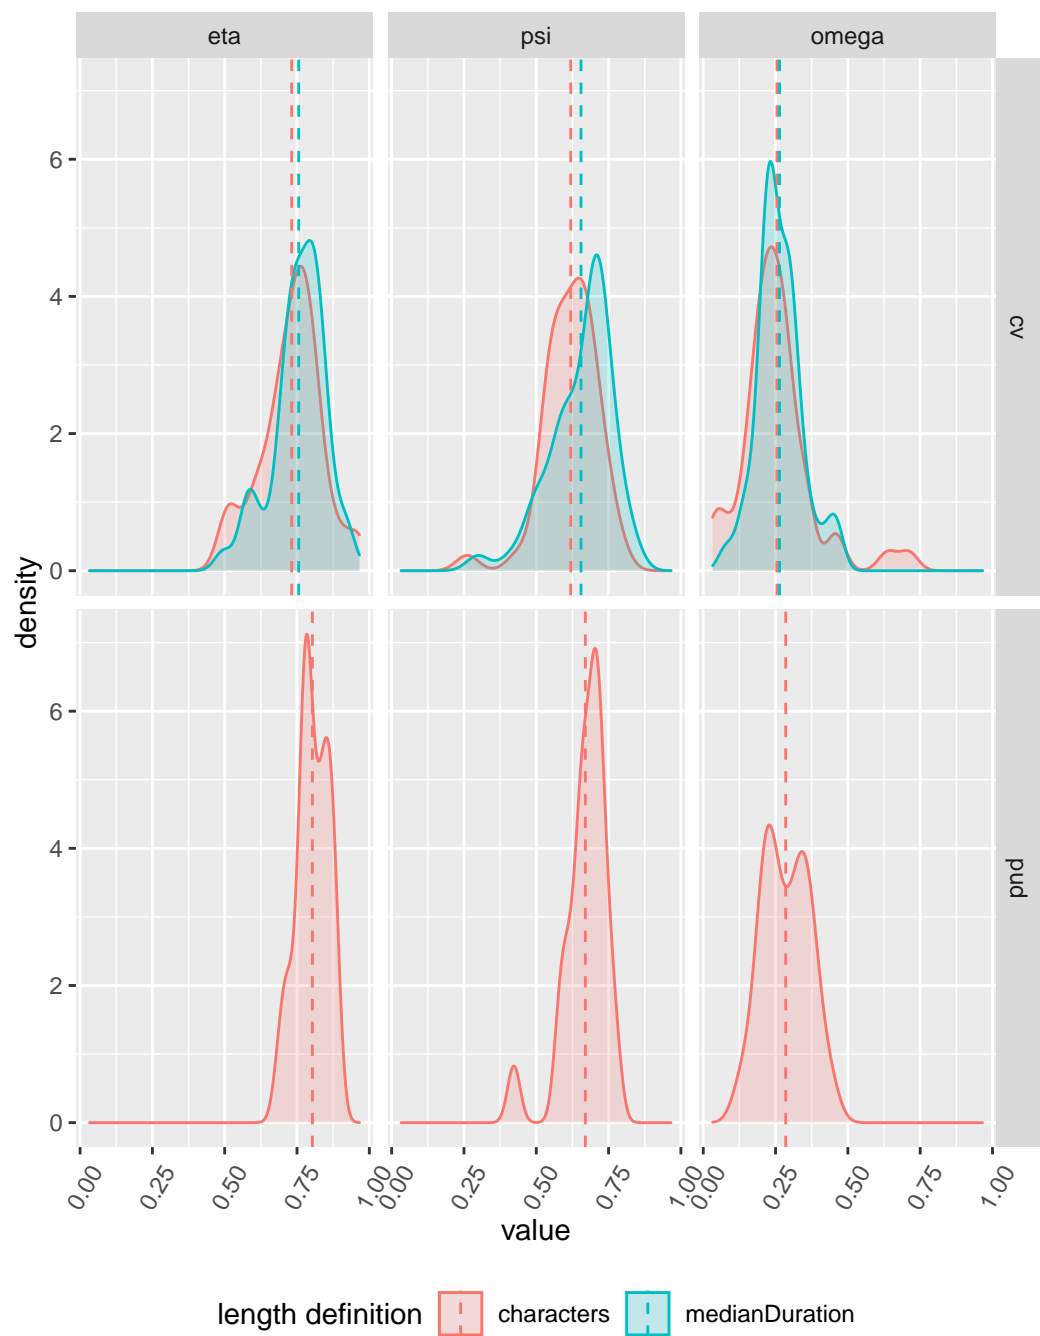 eta psi omega
6
4
2
0
cv
density
6
4
2
0
pud
0.00 0.25 0.50 0.75 1.00 0.00 0.25 0.50 0.75 1.00 0.00 0.25 0.50 0.75 1.00
value
length definition characters medianDuration